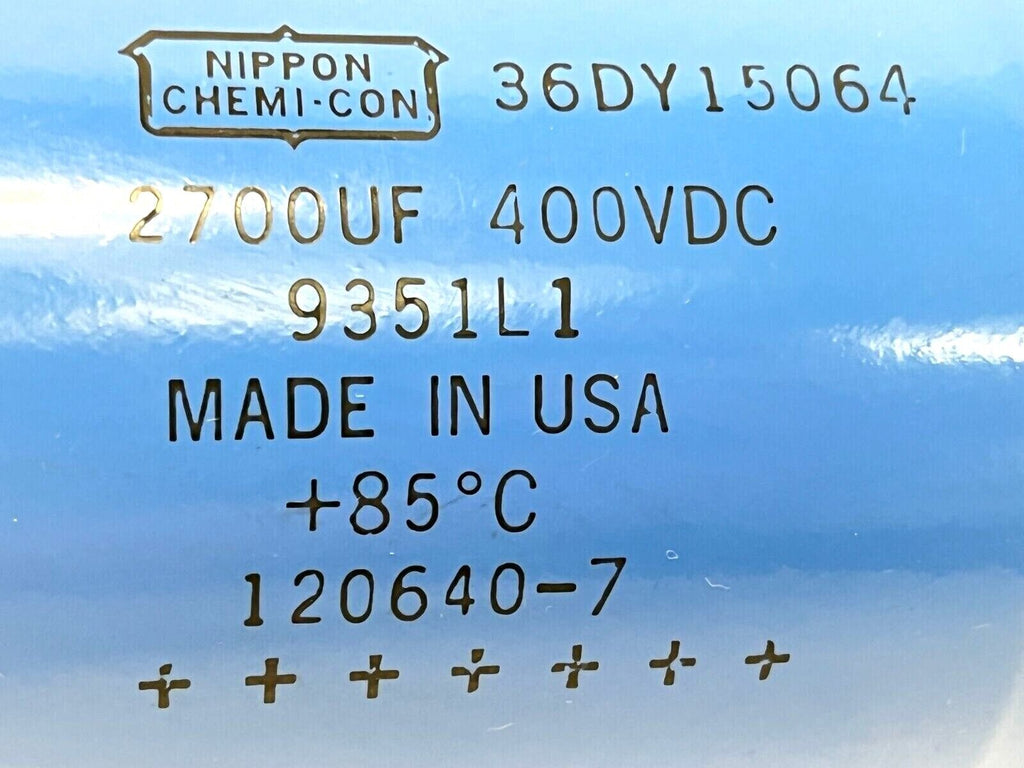 NIPPON
CHEMI-CON 36DY15064
2700UF 400VDC
9351L1
MADE IN USA
+85°C
120640-7
+ + + + + + +